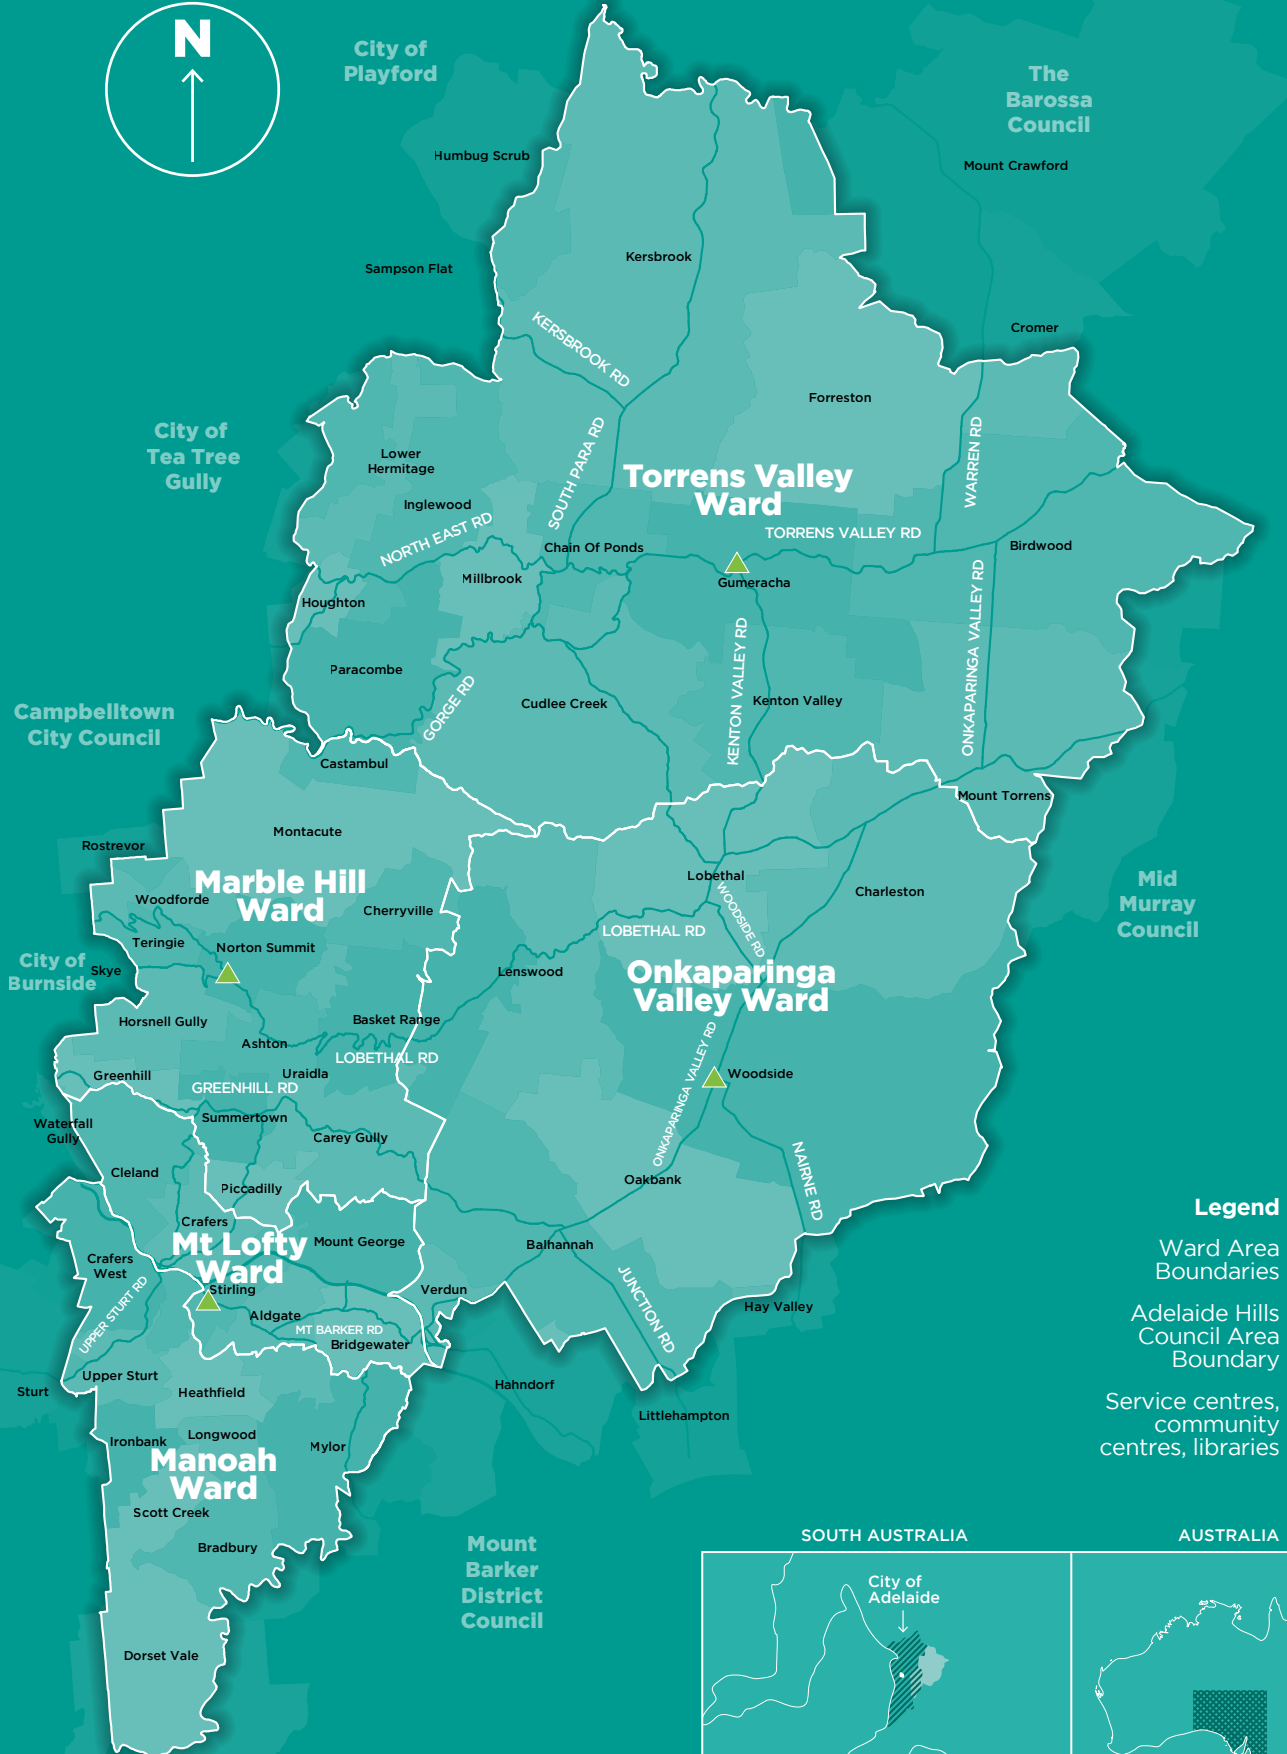 N
City of
Playford
The
Barossa
Council
Humbug Scrub
Mount Crawford
Kersbrook
Sampson Flat
Cromer
KERSBROOK RD
Forreston
City of
Tea Tree
Gully
Lower
Hermitage
SOUTH PARA RD
WARREN RD
Torrens Valley
Ward
Inglewood
NORTH EAST RD
TORRENS VALLEY RD
Chain Of Ponds
Birdwood
Millbrook
Gumeracha
Houghton
ONKAPARINGA VALLEY RD
Paracombe
KENTON VALLEY RD
GORGE RD
Cudlee Creek
Kenton Valley
Campbelltown
City Council
Castambul
Mount Torrens
Montacute
Rostrevor
Marble Hill
Ward
Lobethal
Charleston
Mid
Murray
Council
Woodforde
Cherryville
WOODSIDE RD
LOBETHAL RD
Teringie
Norton Summit
City of
Burnside
Skye
Lenswood
Onkaparinga
Valley Ward
Horsnell Gully
Basket Range
Ashton
LOBETHAL RD
ONKAPARINGA VALLEY RD
Greenhill
Uraidla
Woodside
GREENHILL RD
Waterfall
Gully
Summertown
Carey Gully
NAIRNE RD
Cleland
Piccadilly
Oakbank
Crafers
Mt Lofty
Ward
Mount George
Balhannah
Crafers
West
Stirling
Verdun
UPPER STURT RD
Aldgate
MT BARKER RD
JUNCTION RD
Hay Valley
Bridgewater
Upper Sturt
Sturt
Heathfield
Hahndorf
Littlehampton
Ironbank
Longwood
Mylor
Manoah
Ward
Scott Creek
Bradbury
Mount
Barker
District
Council
Dorset Vale
Legend
Ward Area
Boundaries
Adelaide Hills
Council Area
Boundary
Service centres,
community
centres, libraries
SOUTH AUSTRALIA
AUSTRALIA
City of
Adelaide